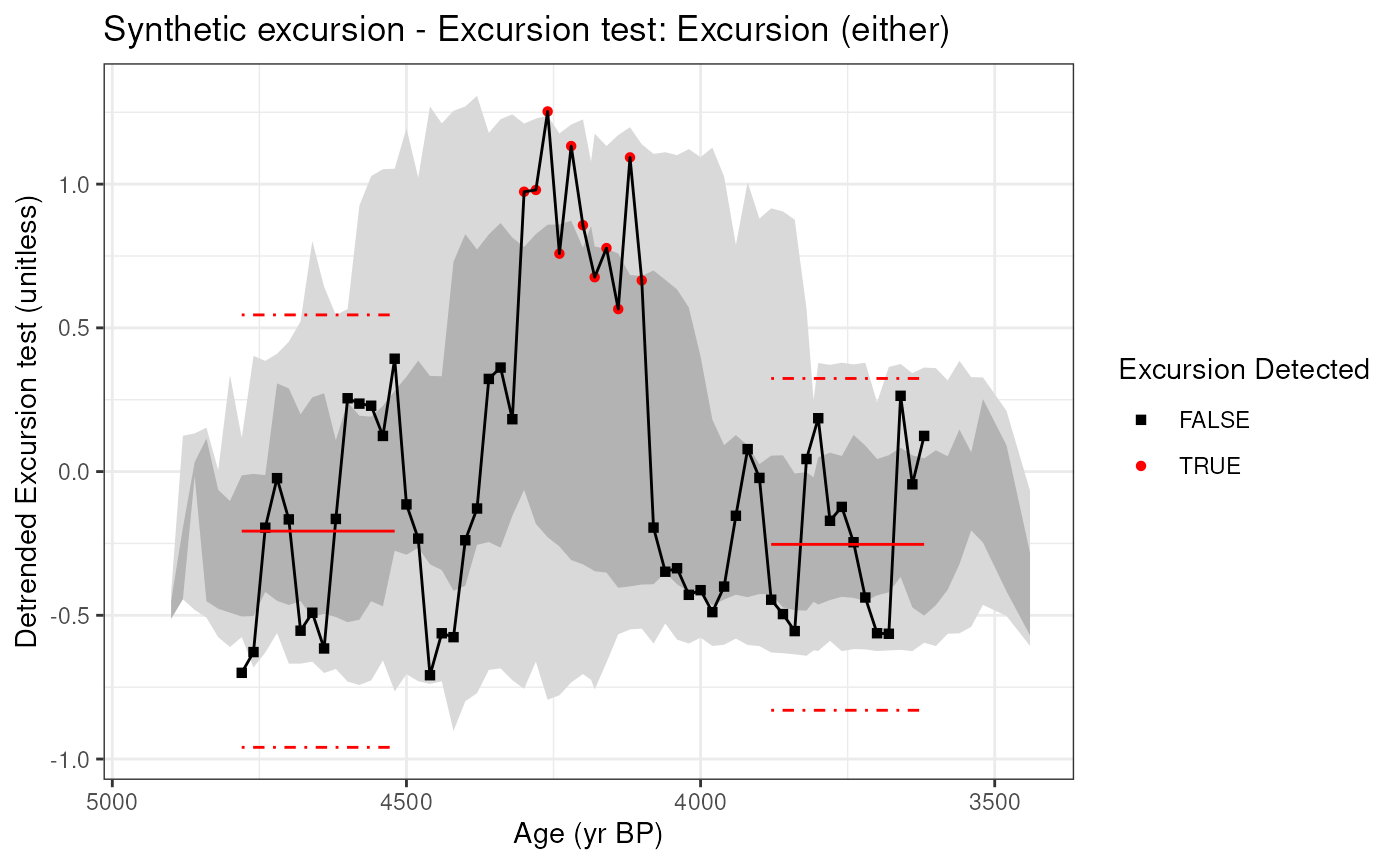 Synthetic excursion - Excursion test: Excursion (either)
Detrended Excursion test (unitless)
1.0
0.5
0.0
-0.5
-1.0
5000
4500
4000
3500
Age (yr BP)
Excursion Detected
FALSE
TRUE